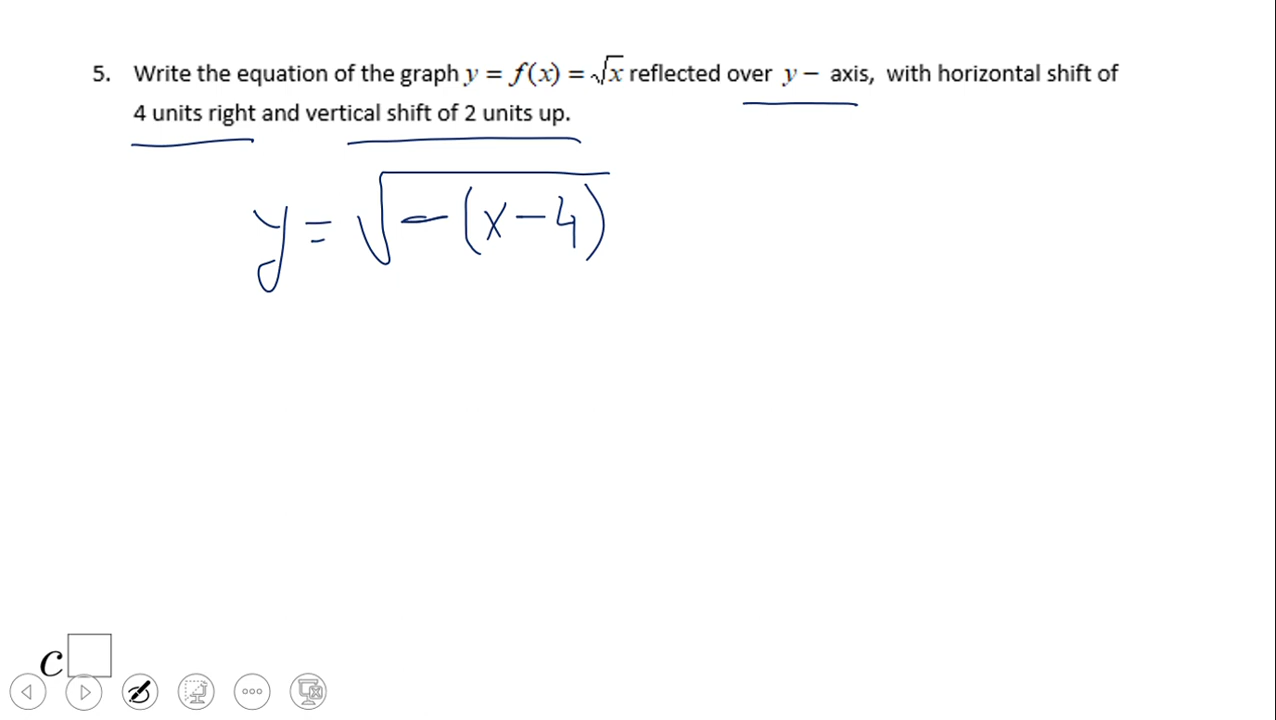 5. Write the equation of the graph y = f(x) = √x reflected over y − axis, with horizontal shift of
4 units right and vertical shift of 2 units up.
y = √−(x−4)
c